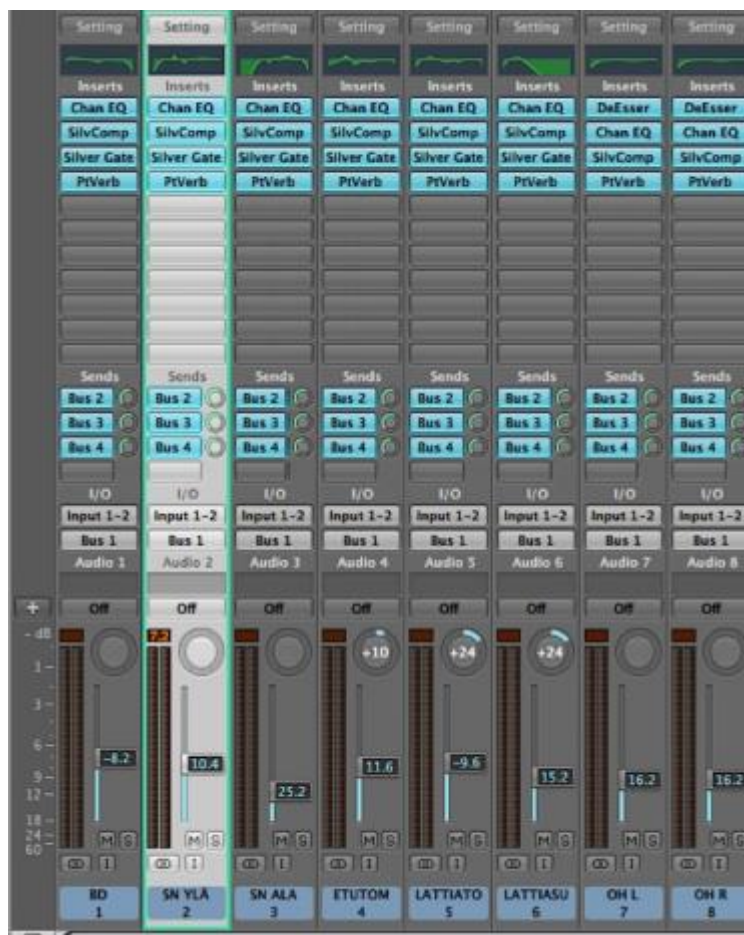 Setting Setting Setting Setting Setting Setting Setting Setting
Inserts Inserts Inserts Inserts Inserts Inserts Inserts Inserts
Chan EQ Chan EQ Chan EQ Chan EQ Chan EQ Chan EQ DeEsser DeEsser
SilvComp SilvComp SilvComp SilvComp SilvComp SilvComp Chan EQ Chan EQ
Silver Gate Silver Gate Silver Gate Silver Gate Silver Gate Silver Gate SilvComp SilvComp
PtVerb PtVerb PtVerb PtVerb PtVerb PtVerb PtVerb PtVerb
Sends Sends Sends Sends Sends Sends Sends Sends
Bus 2 Bus 2 Bus 2 Bus 2 Bus 2 Bus 2 Bus 2 Bus 2
Bus 3 Bus 3 Bus 3 Bus 3 Bus 3 Bus 3 Bus 3 Bus 3
Bus 4 Bus 4 Bus 4 Bus 4 Bus 4 Bus 4 Bus 4 Bus 4
I/O I/O I/O I/O I/O I/O I/O I/O
Input 1-2 Input 1-2 Input 1-2 Input 1-2 Input 1-2 Input 1-2 Input 1-2 Input 1-2
Bus 1 Bus 1 Bus 1 Bus 1 Bus 1 Bus 1 Bus 1 Bus 1
Audio 1 Audio 2 Audio 3 Audio 4 Audio 5 Audio 6 Audio 7 Audio 8
+ Off Off Off Off Off Off Off Off
- dB 7.2
+10 +24 +24
1 -
3 -
6 -
-8.2 10.4 11.6 -9.6
9 -
15.2 16.2 16.2
12 -
25.2
18 -
24 -
M S M S M S M S M S M S M S M
60
I I I I I I I I
BD SN YLÄ SN ALA ETUTOM LATTIATO LATTIASU OH L OH R
1 2 3 4 5 6 7 8